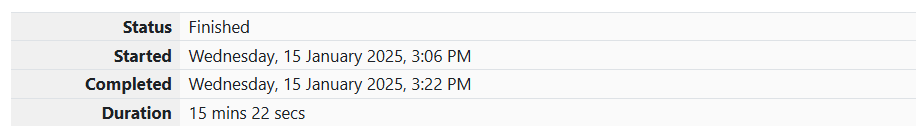 Status Finished
Started Wednesday, 15 January 2025, 3:06 PM
Completed Wednesday, 15 January 2025, 3:22 PM
Duration 15 mins 22 secs